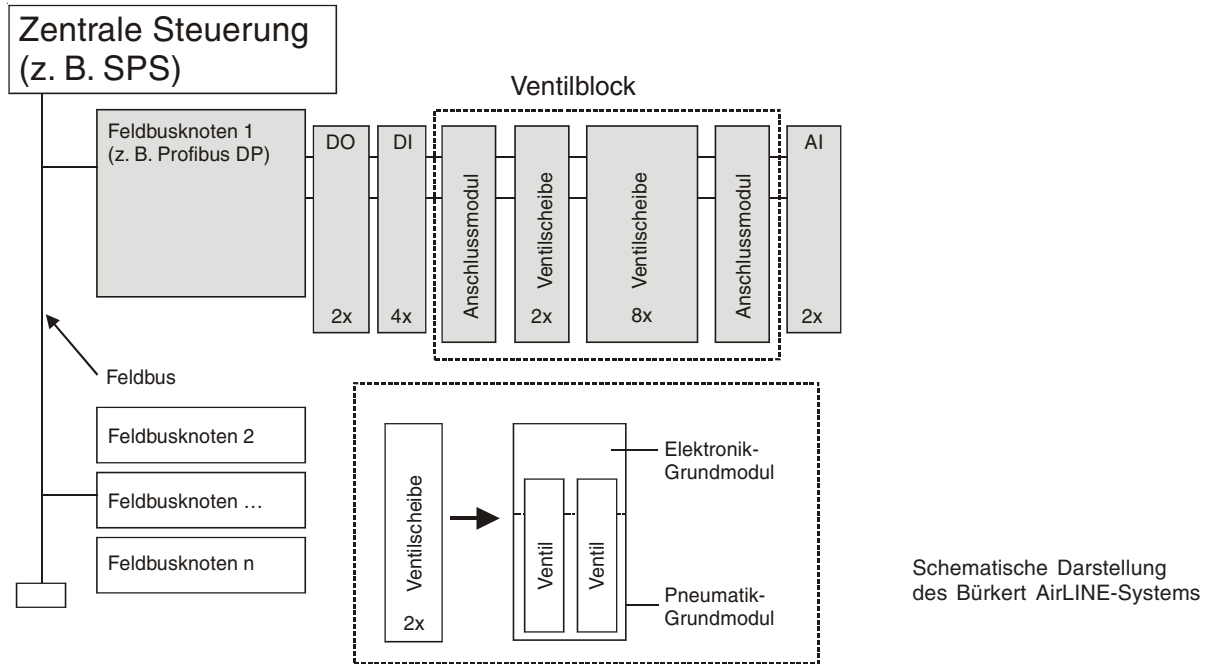 Zentrale Steuerung
(z. B. SPS)
Ventilblock
Feldbusknoten 1
(z. B. Profibus DP)
DO
2x
DI
4x
Anschlussmodul
Ventilscheibe
2x
Ventilscheibe
8x
Anschlussmodul
AI
2x
Feldbus
Feldbusknoten 2
Feldbusknoten ...
Feldbusknoten n
Ventilscheibe
2x
Ventil
Ventil
Elektronik-
Grundmodul
Pneumatik-
Grundmodul
Schematische Darstellung
des Bürkert AirLINE-Systems